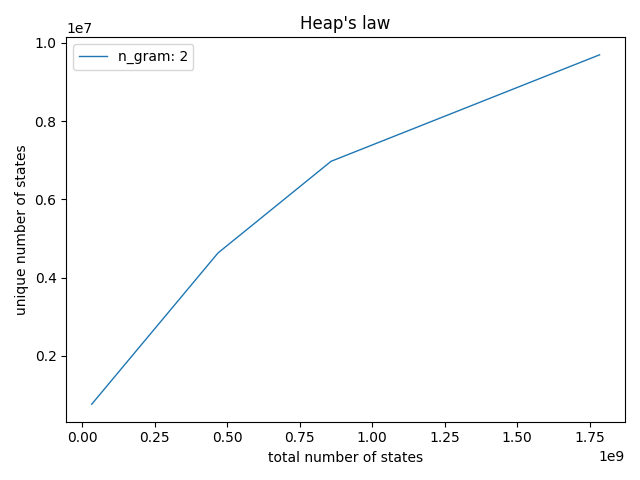 Heap's law
1e7
n_gram: 2
1.0
0.8
0.6
0.4
0.2
unique number of states
0.00 0.25 0.50 0.75 1.00 1.25 1.50 1.75
1e9
total number of states